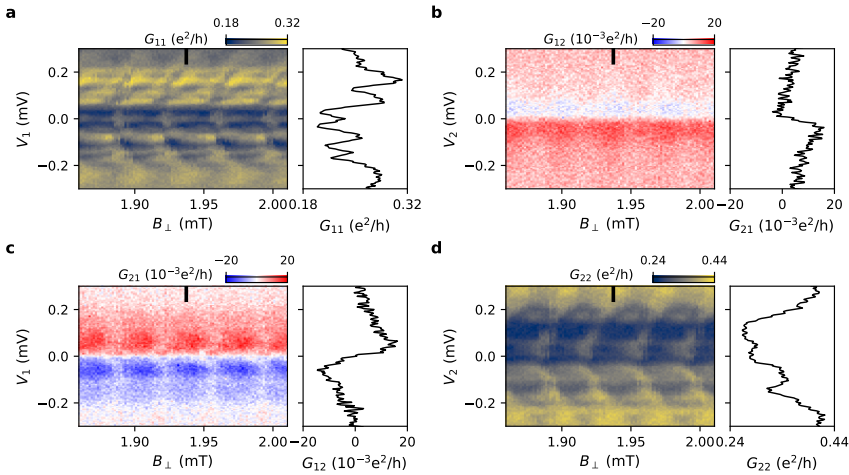 a
0.18 0.32
G₁₁ (e²/h)
V₁ (mV)
0.2
0.0
−0.2
1.90 1.95 2.00
B⊥ (mT)
0.18 0.32
G₁₁ (e²/h)
b
−20 20
G₁₂ (10⁻³e²/h)
V₂ (mV)
0.2
0.0
−0.2
1.90 1.95 2.00
B⊥ (mT)
−20 0 20
G₂₁ (10⁻³e²/h)
c
−20 20
G₂₁ (10⁻³e²/h)
V₁ (mV)
0.2
0.0
−0.2
1.90 1.95 2.00
B⊥ (mT)
−20 0 20
G₁₂ (10⁻³e²/h)
d
0.24 0.44
G₂₂ (e²/h)
V₂ (mV)
0.2
0.0
−0.2
1.90 1.95 2.00
B⊥ (mT)
0.24 0.44
G₂₂ (e²/h)